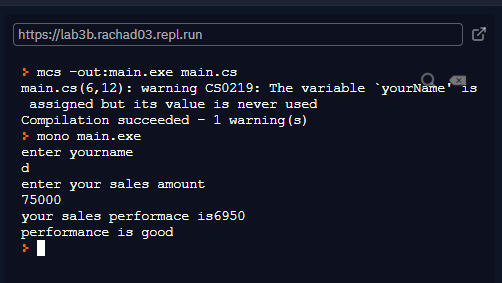 https://lab3b.rachad03.repl.run
> mcs -out:main.exe main.cs
main.cs(6,12): warning CS0219: The variable `yourName' is
assigned but its value is never used
Compilation succeeded - 1 warning(s)
> mono main.exe
enter yourname
d
enter your sales amount
75000
your sales performace is6950
performance is good
>